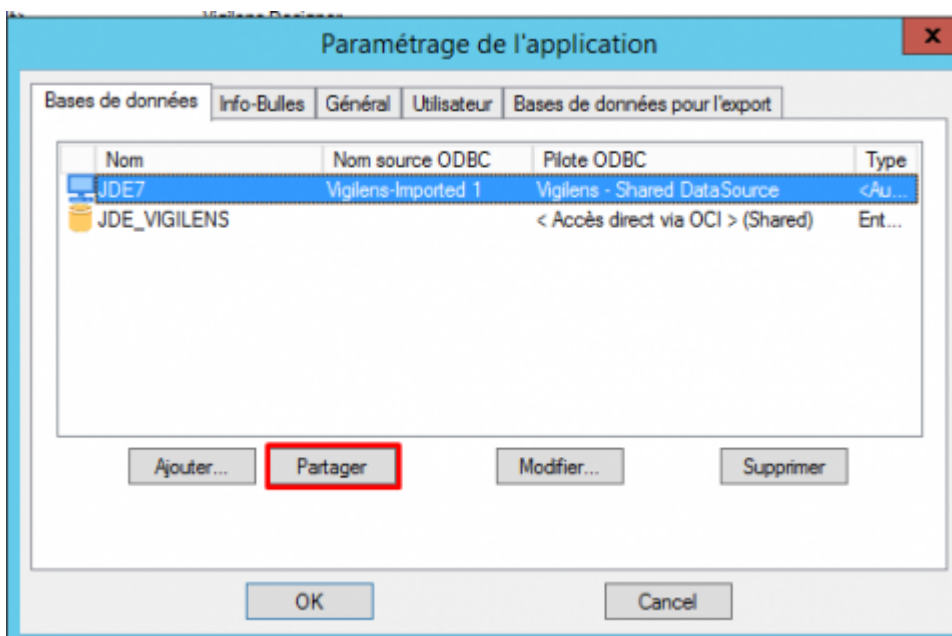 Vigilens Designer
Paramétrage de l'application
x
Bases de données Info-Bulles Général Utilisateur Bases de données pour l'export
Nom Nom source ODBC Pilote ODBC Type
JDE7 Vigilens-Imported 1 Vigilens - Shared DataSource <Au...
JDE_VIGILENS < Accès direct via OCI > (Shared) Ent...
Ajouter... Partager Modifier... Supprimer
OK Cancel